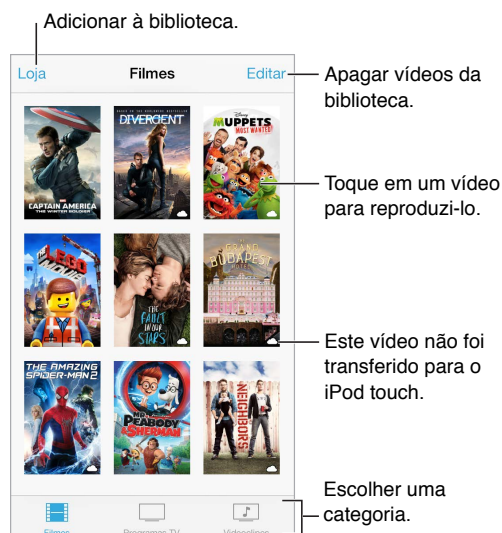 Adicionar à biblioteca.
Loja Filmes Editar
Apagar vídeos da
biblioteca.
CAPTAIN AMERICA
THE WINTER SOLDIER
DIVERGENT
Disney
MUPPETS
MOST WANTED
Toque em um vídeo
para reproduzi-lo.
THE LEGO
MOVIE
THE
FAULT
IN OUR
STARS
GRAND
BUDAPEST
HOTEL
Este vídeo não foi
transferido para o
iPod touch.
THE AMAZING
SPIDER-MAN 2
MR.
PEABODY
&SHERMAN
NEIGHBORS
Escolher uma
categoria.
Filmes Programas TV Videoclipes